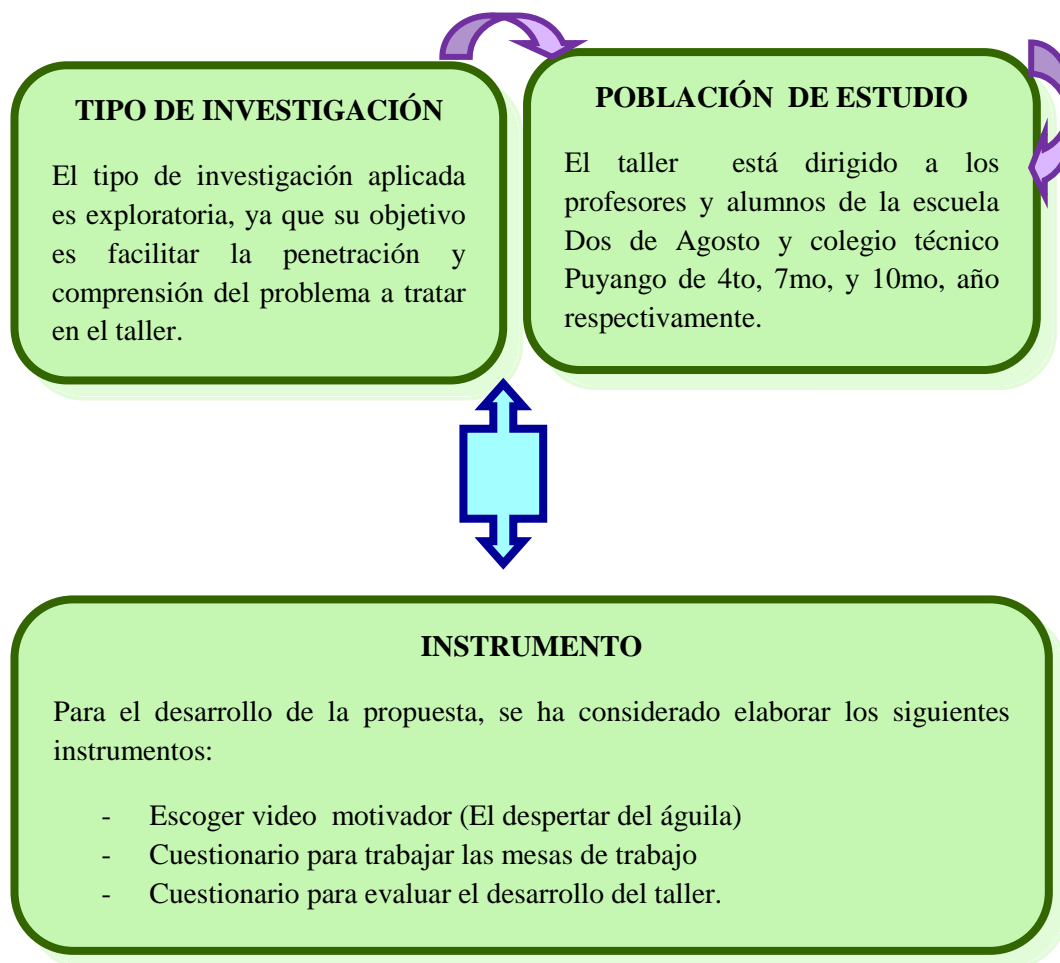 TIPO DE INVESTIGACIÓN
El tipo de investigación aplicada
es exploratoria, ya que su objetivo
es facilitar la penetración y
comprensión del problema a tratar
en el taller.
POBLACIÓN DE ESTUDIO
El taller está dirigido a los
profesores y alumnos de la escuela
Dos de Agosto y colegio técnico
Puyango de 4to, 7mo, y 10mo, año
respectivamente.
INSTRUMENTO
Para el desarrollo de la propuesta, se ha considerado elaborar los siguientes
instrumentos:
- Escoger video motivador (El despertar del águila)
- Cuestionario para trabajar las mesas de trabajo
- Cuestionario para evaluar el desarrollo del taller.